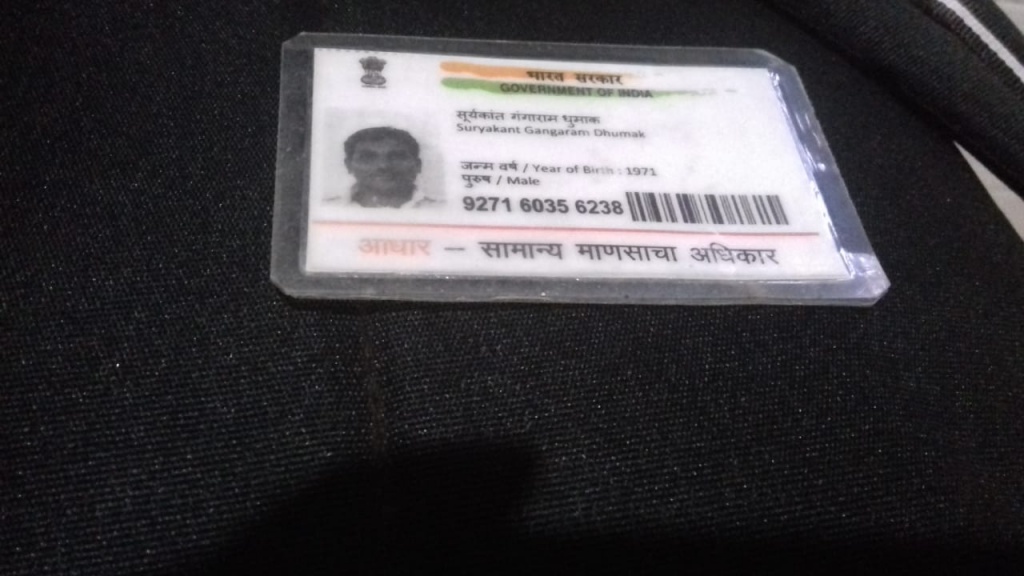 भारत सरकार
GOVERNMENT OF INDIA
सूर्यकांत गंगाराम धुमाक
Suryakant Gangaram Dhumak
जन्म वर्ष / Year of Birth : 1971
पुरुष / Male
9271 6035 6238
आधार — सामान्य माणसाचा अधिकार